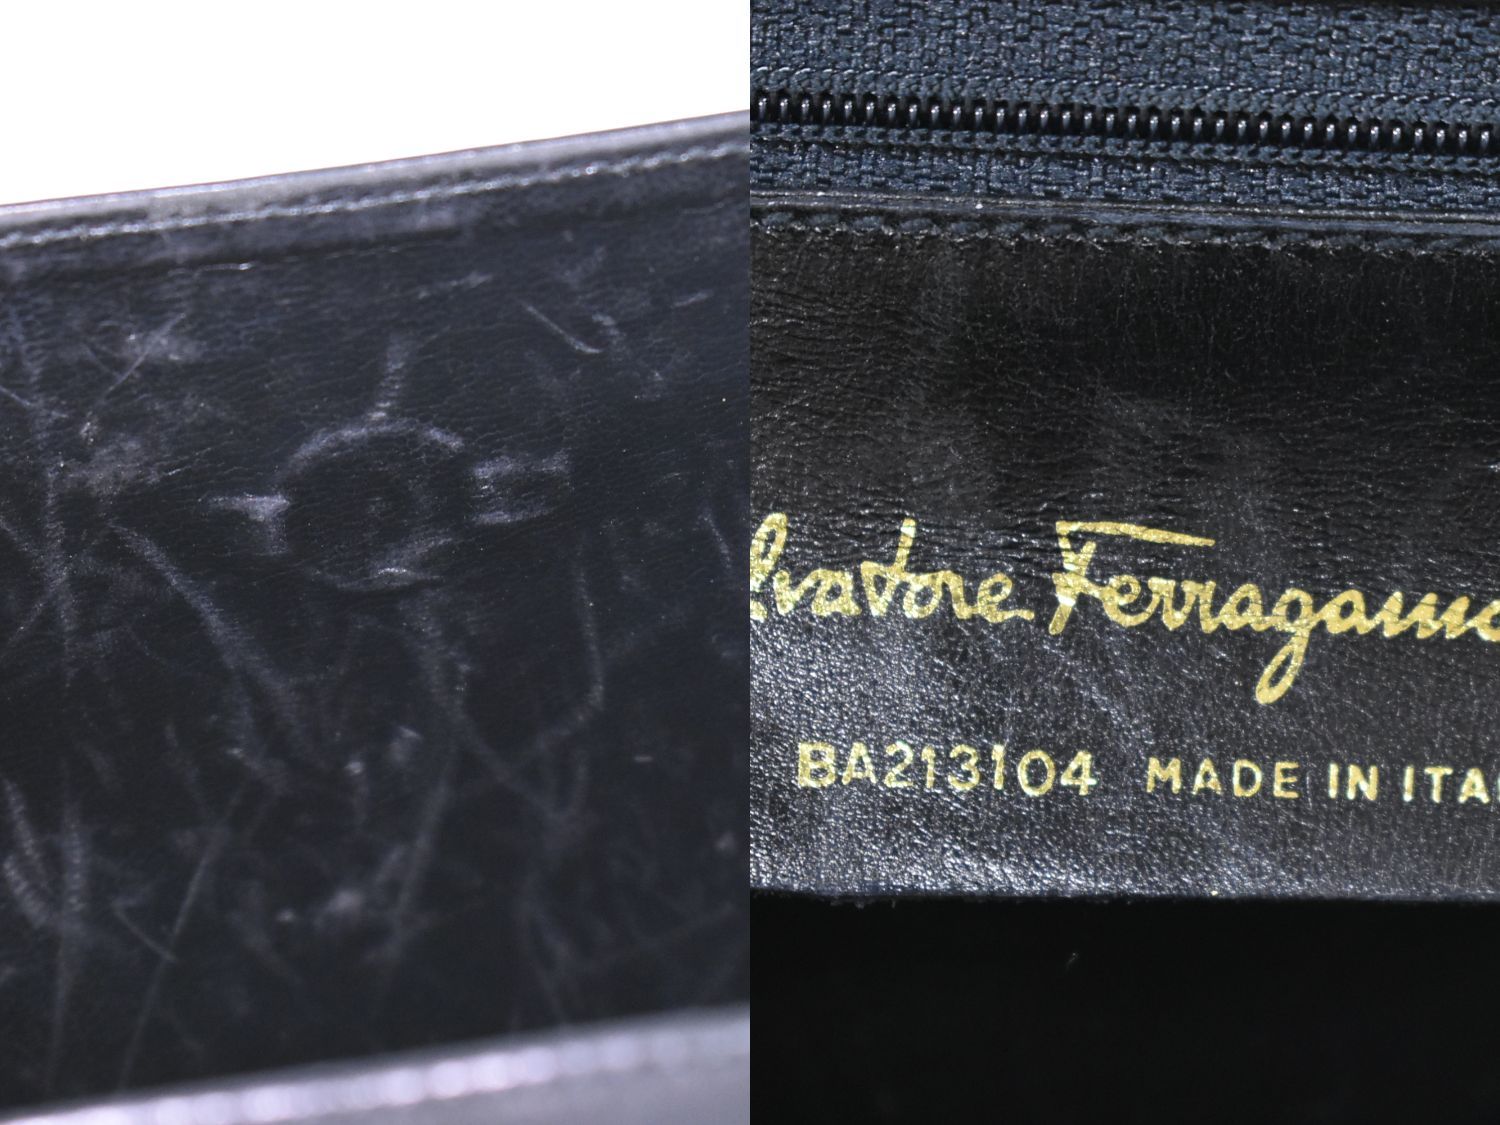 lvatore Ferragamo
BA213104 MADE IN ITA